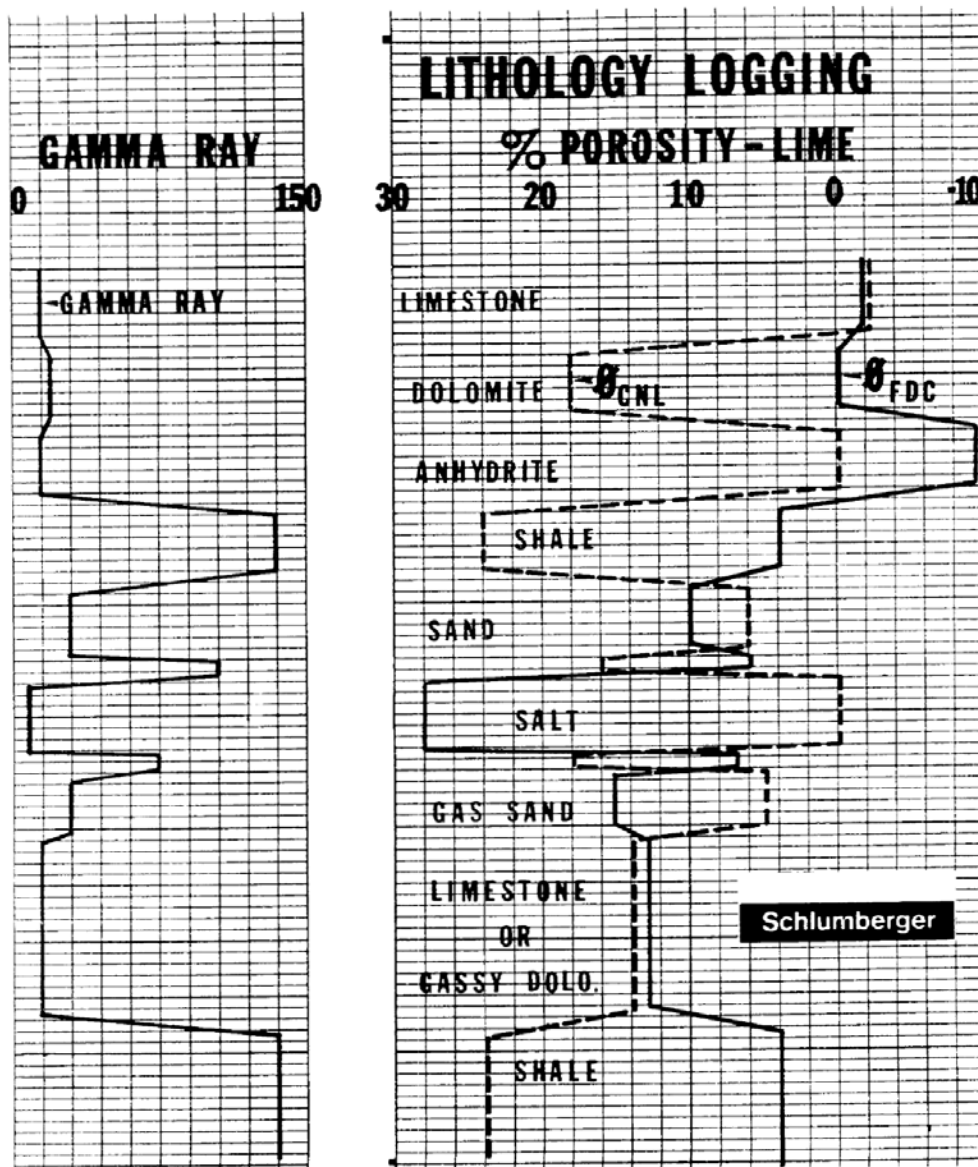 LITHOLOGY LOGGING
GAMMA RAY
% POROSITY-LIME
0 150 30 20 10 0 -10
GAMMA RAY
LIMESTONE
DOLOMITE
ØCNL
ØFDC
ANHYDRITE
SHALE
SAND
SALT
GAS SAND
LIMESTONE
OR
GASSY DOLO.
Schlumberger
SHALE